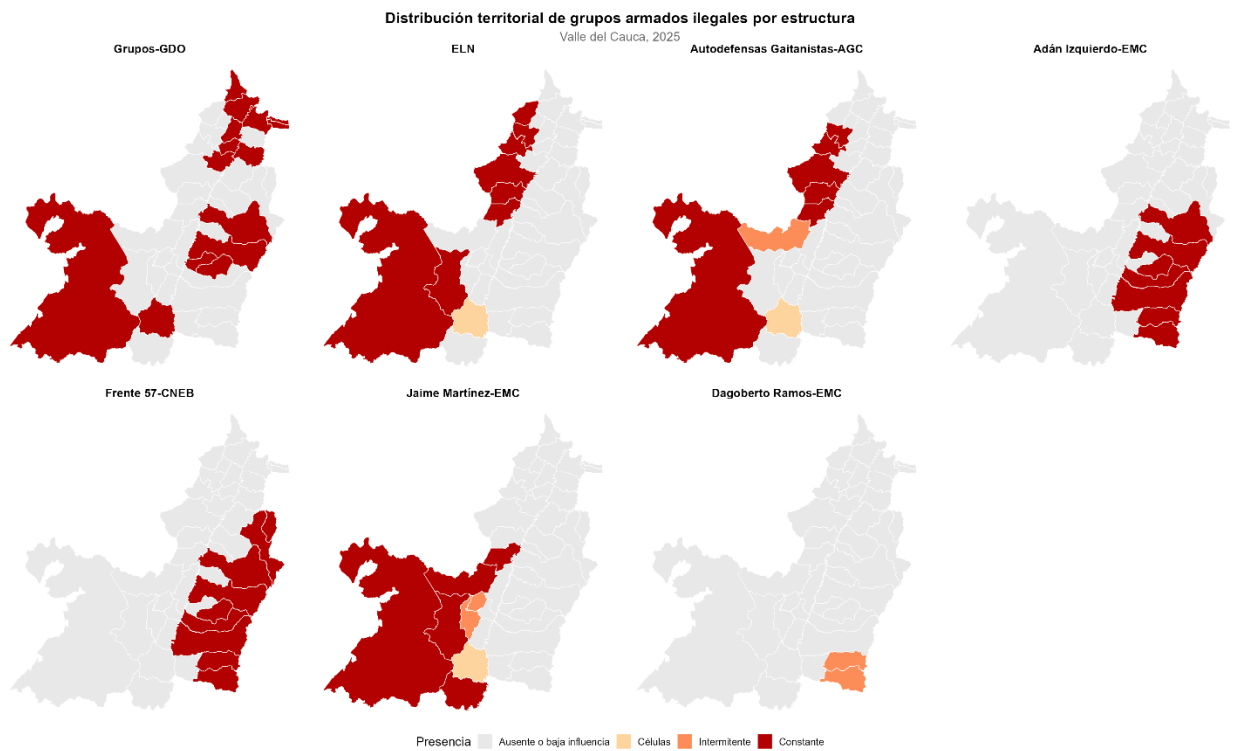 Distribución territorial de grupos armados ilegales por estructura
Valle del Cauca, 2025
Grupos-GDO
ELN
Autodefensas Gaitanistas-AGC
Adán Izquierdo-EMC
Frente 57-CNEB
Jaime Martínez-EMC
Dagoberto Ramos-EMC
Presencia Ausente o baja influencia Células Intermitente Constante